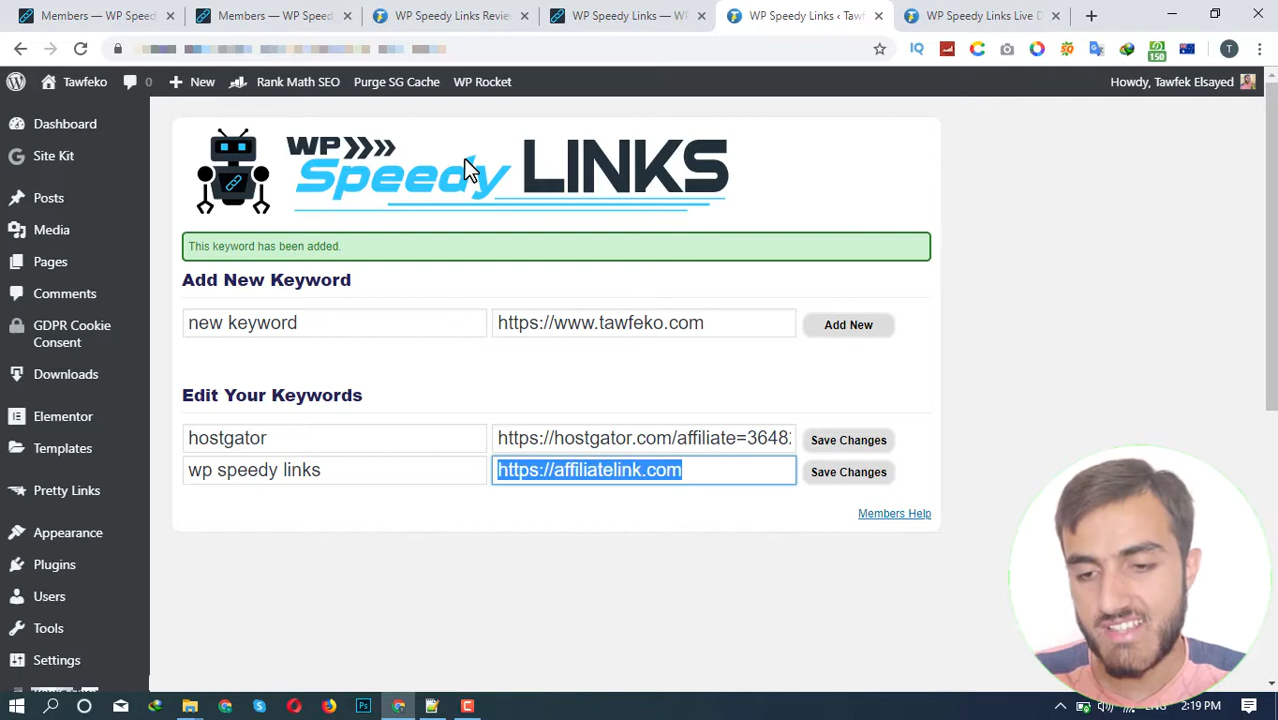 Members — WP Speed
Members — WP Speed
WP Speedy Links Revie
WP Speedy Links — W
WP Speedy Links ‹ Tawf
WP Speedy Links Live D
IQ
150
T
Tawfeko
0
New
Rank Math SEO
Purge SG Cache
WP Rocket
Howdy, Tawfek Elsayed
Dashboard
Site Kit
Posts
Media
Pages
Comments
GDPR Cookie
Consent
Downloads
Elementor
Templates
Pretty Links
Appearance
Plugins
Users
Tools
Settings
WP
Speedy LINKS
This keyword has been added.
Add New Keyword
new keyword
https://www.tawfeko.com
Add New
Edit Your Keywords
hostgator
https://hostgator.com/affiliate=3648
Save Changes
wp speedy links
https://affiliatelink.com
Save Changes
Members Help
Ps
2:19 PM